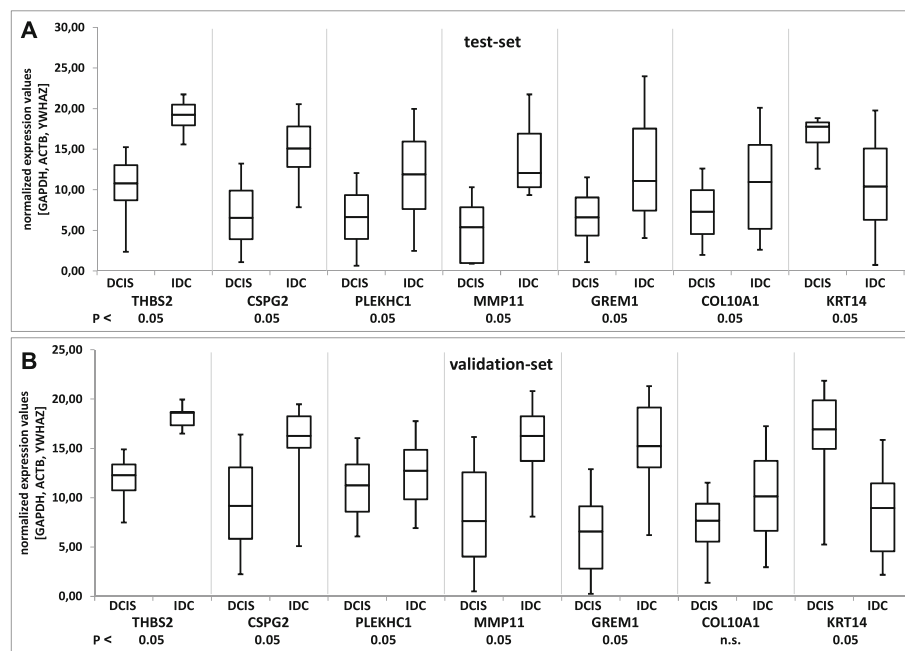 A
test-set
normalized expression values
[GAPDH, ACTB, YWHAZ]
30,00
25,00
20,00
15,00
10,00
5,00
0,00
DCIS IDC DCIS IDC DCIS IDC DCIS IDC DCIS IDC DCIS IDC DCIS IDC
THBS2 CSPG2 PLEKHC1 MMP11 GREM1 COL10A1 KRT14
P < 0.05 0.05 0.05 0.05 0.05 0.05 0.05
B
validation-set
normalized expression values
[GAPDH, ACTB, YWHAZ]
25,00
20,00
15,00
10,00
5,00
0,00
DCIS IDC DCIS IDC DCIS IDC DCIS IDC DCIS IDC DCIS IDC DCIS IDC
THBS2 CSPG2 PLEKHC1 MMP11 GREM1 COL10A1 KRT14
P < 0.05 0.05 0.05 0.05 0.05 n.s. 0.05